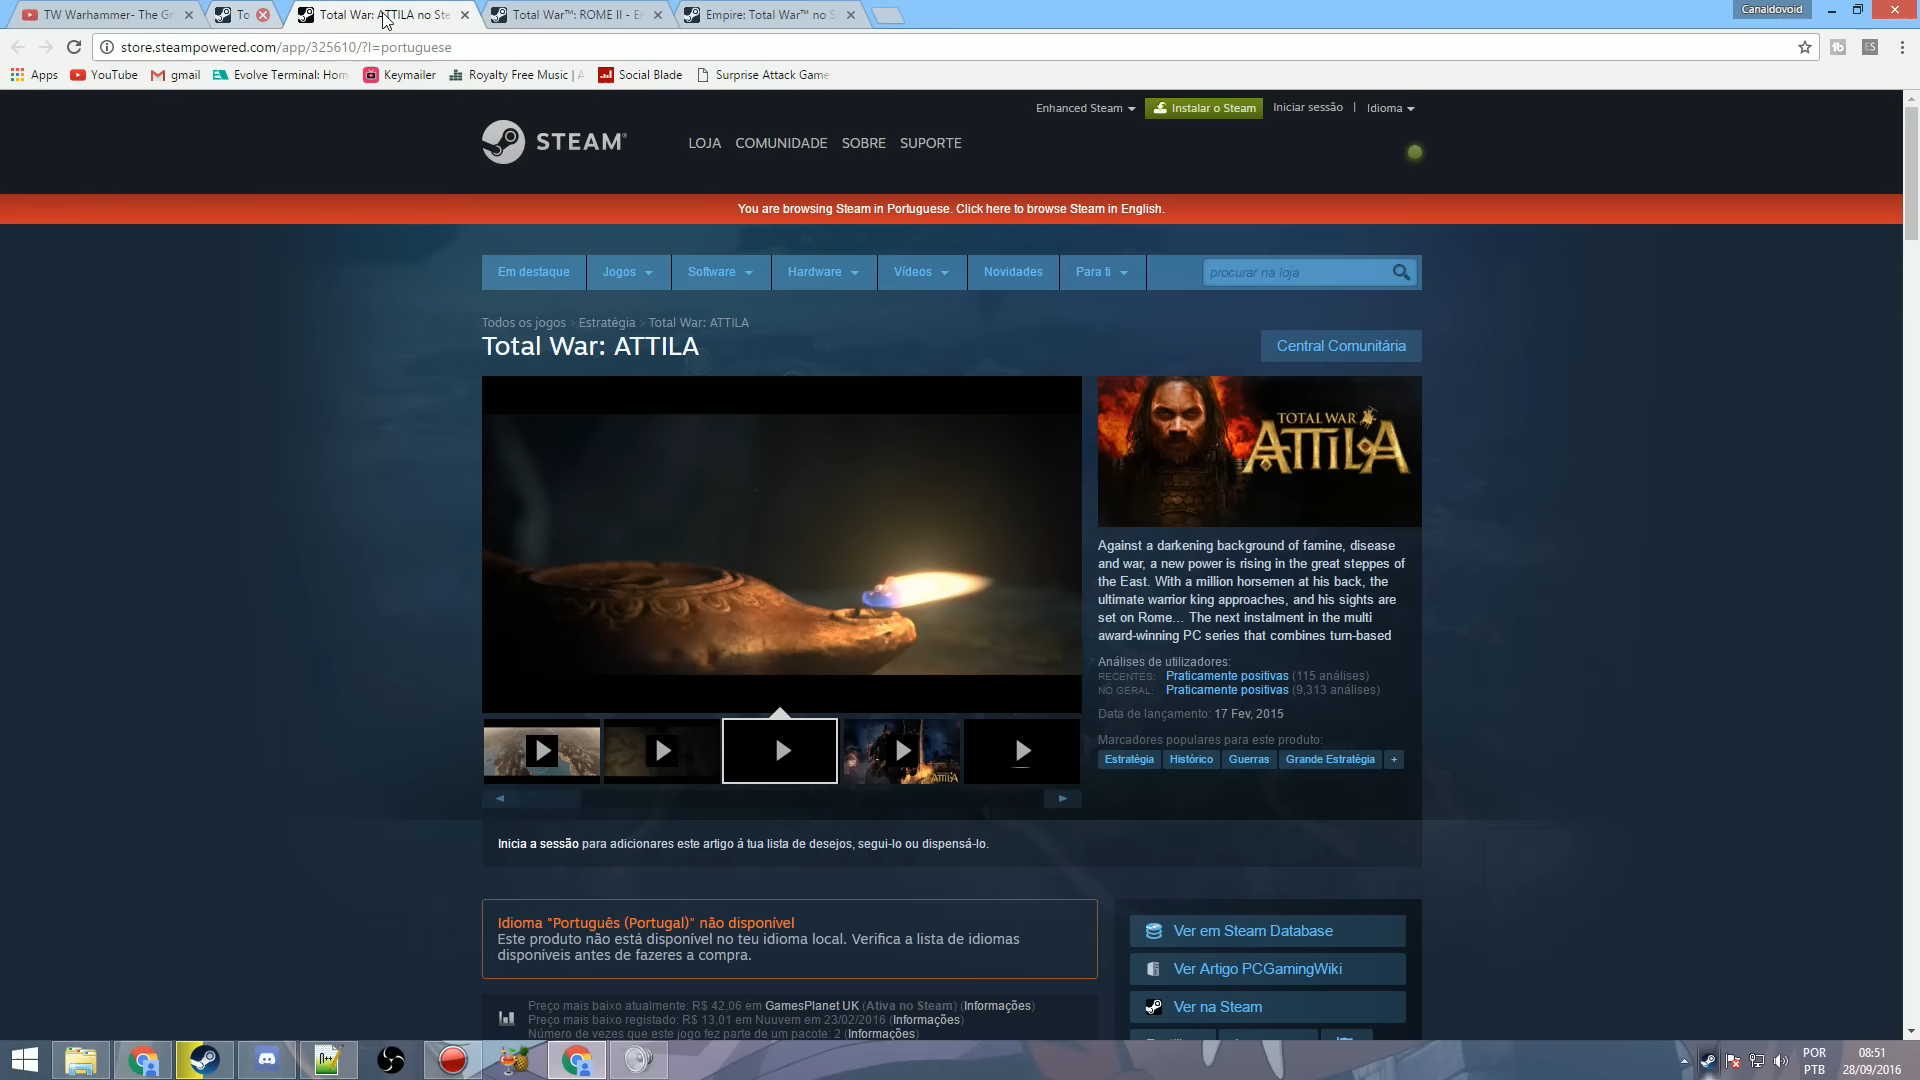 TW Warhammer- The Gr
To
Total War: ATTILA no Ste
Total War™: ROME II - E
Empire: Total War™ no S
Canaldovoid
store.steampowered.com/app/325610/?l=portuguese
Apps
YouTube
gmail
Evolve Terminal: Hom
Keymailer
Royalty Free Music | A
Social Blade
Surprise Attack Game
Enhanced Steam
Instalar o Steam
Iniciar sessão
|
Idioma
STEAM®
LOJA
COMUNIDADE
SOBRE
SUPORTE
You are browsing Steam in Portuguese. Click here to browse Steam in English.
Em destaque
Jogos
Software
Hardware
Vídeos
Novidades
Para ti
procurar na loja
Todos os jogos > Estratégia > Total War: ATTILA
Total War: ATTILA
Central Comunitária
TOTAL WAR
ATTILA
Against a darkening background of famine, disease
and war, a new power is rising in the great steppes of
the East. With a million horsemen at his back, the
ultimate warrior king approaches, and his sights are
set on Rome... The next instalment in the multi
award-winning PC series that combines turn-based
Análises de utilizadores:
RECENTES: Praticamente positivas (115 análises)
NO GERAL: Praticamente positivas (9,313 análises)
Data de lançamento: 17 Fev, 2015
Marcadores populares para este produto:
Estratégia
Histórico
Guerras
Grande Estratégia
+
ATTILA
Inicia a sessão para adicionares este artigo à tua lista de desejos, segui-lo ou dispensá-lo.
Idioma "Português (Portugal)" não disponível
Este produto não está disponível no teu idioma local. Verifica a lista de idiomas
disponíveis antes de fazeres a compra.
Preço mais baixo atualmente: R$ 42,06 em GamesPlanet UK (Ativa no Steam) (Informações)
Preço mais baixo registado: R$ 13,01 em Nuuvem em 23/02/2016 (Informações)
Número de vezes que este jogo fez parte de um pacote: 2 (Informações)
Ver em Steam Database
Ver Artigo PCGamingWiki
Ver na Steam
POR
PTB
08:51
28/09/2016